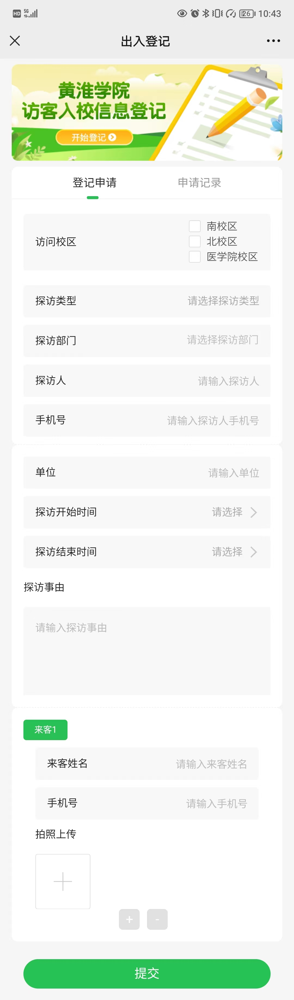 HD 5G 26 10:43
出入登记
黄淮学院
访客入校信息登记
开始登记
登记申请 申请记录
访问校区
南校区
北校区
医学院校区
探访类型 请选择探访类型
探访部门 请选择探访部门
探访人 请输入探访人
手机号 请输入探访人手机号
单位 请输入单位
探访开始时间 请选择
探访结束时间 请选择
探访事由
请输入探访事由
来客1
来客姓名 请输入来客姓名
手机号 请输入手机号
拍照上传
+ -
提交